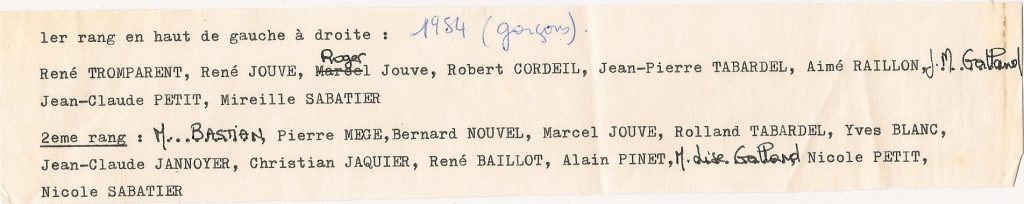 1er rang en haut de gauche à droite : 1954 (garçons).
René TROMPARENT, René JOUVE, Roger Marcel Jouve, Robert CORDEIL, Jean-Pierre TABARDEL, Aimé RAILLON, J.M. Galland
Jean-Claude PETIT, Mireille SABATIER
2eme rang : M... BASTIAN, Pierre MEGE, Bernard NOUVEL, Marcel JOUVE, Rolland TABARDEL, Yves BLANC,
Jean-Claude JANNOYER, Christian JAQUIER, René BAILLOT, Alain PINET, M. Lise Galland Nicole PETIT,
Nicole SABATIER